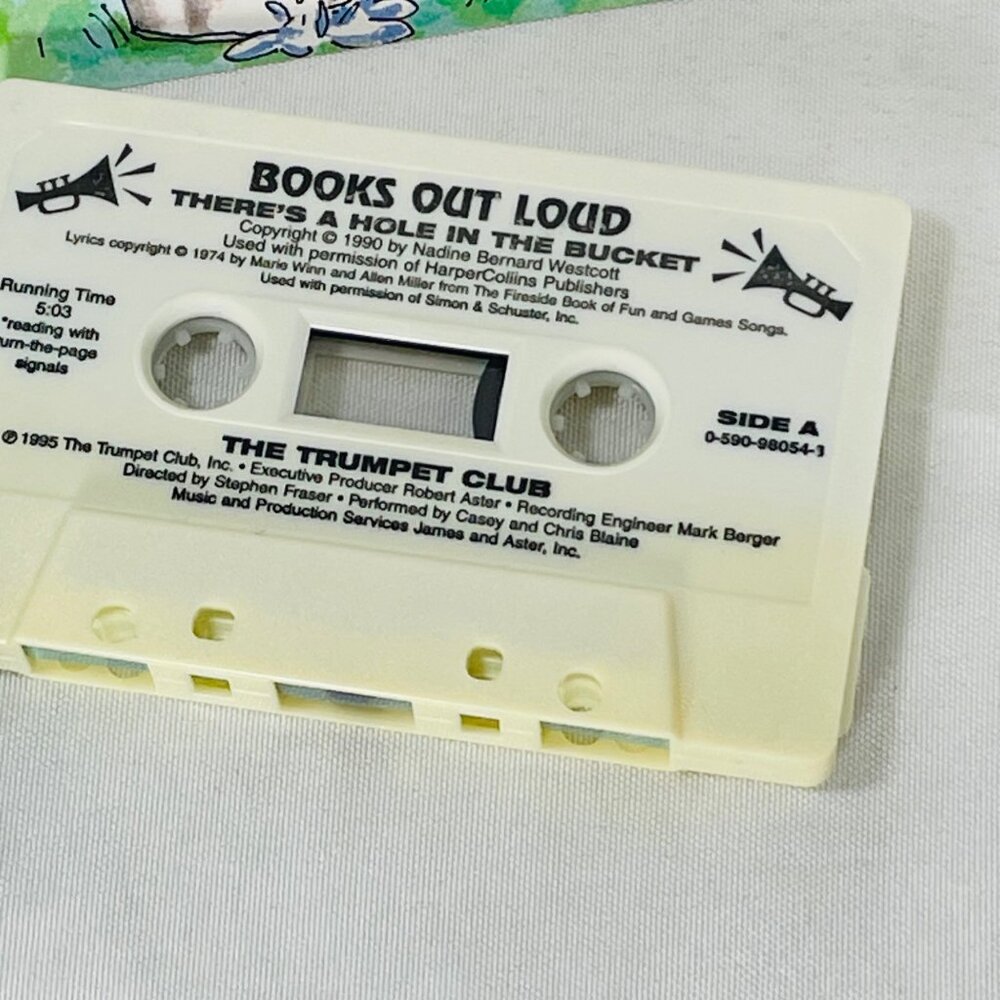 BOOKS OUT LOUD
THERE'S A HOLE IN THE BUCKET
Copyright © 1990 by Nadine Bernard Westcott
Used with permission of HarperCollins Publishers
Lyrics copyright © 1974 by Marie Winn and Allen Miller from The Fireside Book of Fun and Games Songs.
Used with permission of Simon & Schuster, Inc.
Running Time
5:03
*reading with
urn-the-page
signals
SIDE A
0-590-98054-1
THE TRUMPET CLUB
℗ 1995 The Trumpet Club, Inc. • Executive Producer Robert Aster • Recording Engineer Mark Berger
Directed by Stephen Fraser • Performed by Casey and Chris Blaine
Music and Production Services James and Aster, Inc.